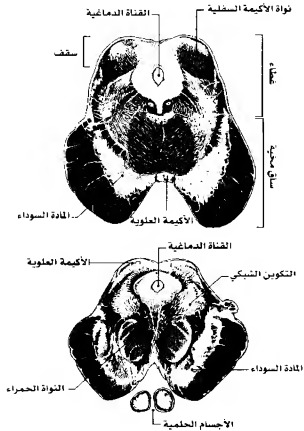 نواة الأكيمة السفلية
القناة الدماغية
سقف
غطاء
ساق مخية
المادة السوداء
الأكيمة العلوية
القناة الدماغية
الأكيمة العلوية
التكوين الشبكي
المادة السوداء
النواة الحمراء
الأجسام الحلمية